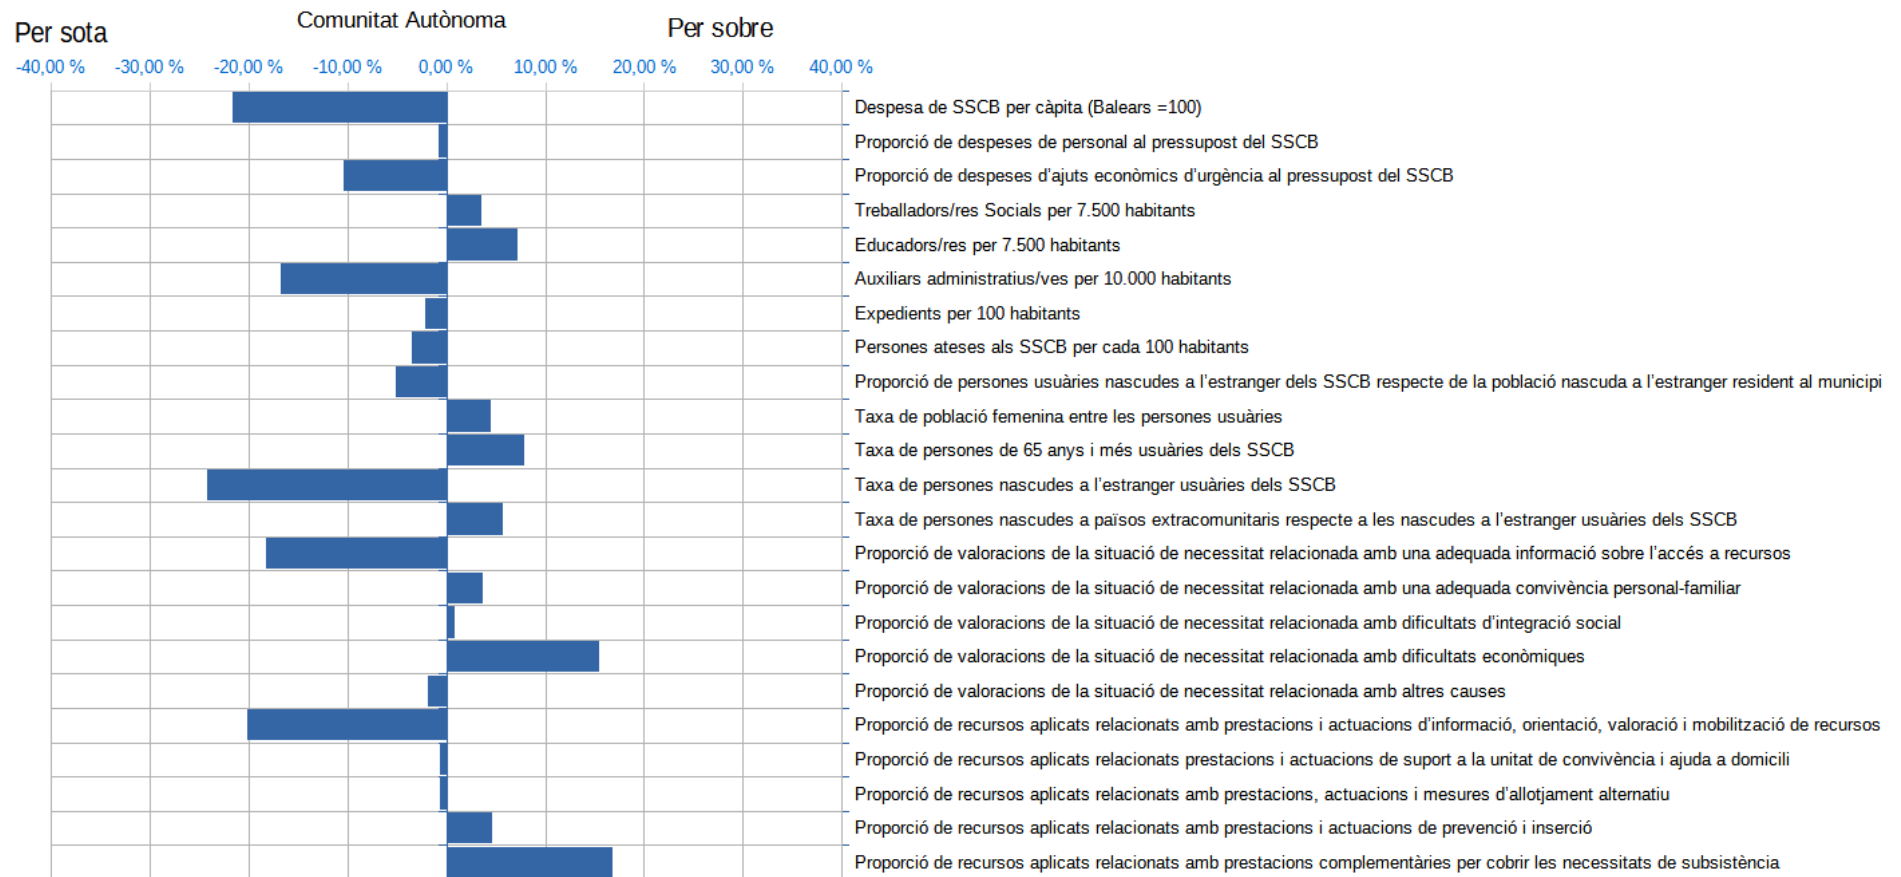 Comunitat Autònoma
Per sota
Per sobre
-40,00 % -30,00 % -20,00 % -10,00 % 0,00 % 10,00 % 20,00 % 30,00 % 40,00 %
Despesa de SSCB per càpita (Balears =100)
Proporció de despeses de personal al pressupost del SSCB
Proporció de despeses d’ajuts econòmics d’urgència al pressupost del SSCB
Treballadors/res Socials per 7.500 habitants
Educadors/res per 7.500 habitants
Auxiliars administratius/ves per 10.000 habitants
Expedients per 100 habitants
Persones ateses als SSCB per cada 100 habitants
Proporció de persones usuàries nascudes a l’estranger dels SSCB respecte de la població nascuda a l’estranger resident al municipi
Taxa de població femenina entre les persones usuàries
Taxa de persones de 65 anys i més usuàries dels SSCB
Taxa de persones nascudes a l’estranger usuàries dels SSCB
Taxa de persones nascudes a països extracomunitaris respecte a les nascudes a l’estranger usuàries dels SSCB
Proporció de valoracions de la situació de necessitat relacionada amb una adequada informació sobre l’accés a recursos
Proporció de valoracions de la situació de necessitat relacionada amb una adequada convivència personal-familiar
Proporció de valoracions de la situació de necessitat relacionada amb dificultats d’integració social
Proporció de valoracions de la situació de necessitat relacionada amb dificultats econòmiques
Proporció de valoracions de la situació de necessitat relacionada amb altres causes
Proporció de recursos aplicats relacionats amb prestacions i actuacions d’informació, orientació, valoració i mobilització de recursos
Proporció de recursos aplicats relacionats prestacions i actuacions de suport a la unitat de convivència i ajuda a domicili
Proporció de recursos aplicats relacionats amb prestacions, actuacions i mesures d’allotjament alternatiu
Proporció de recursos aplicats relacionats amb prestacions i actuacions de prevenció i inserció
Proporció de recursos aplicats relacionats amb prestacions complementàries per cobrir les necessitats de subsistència